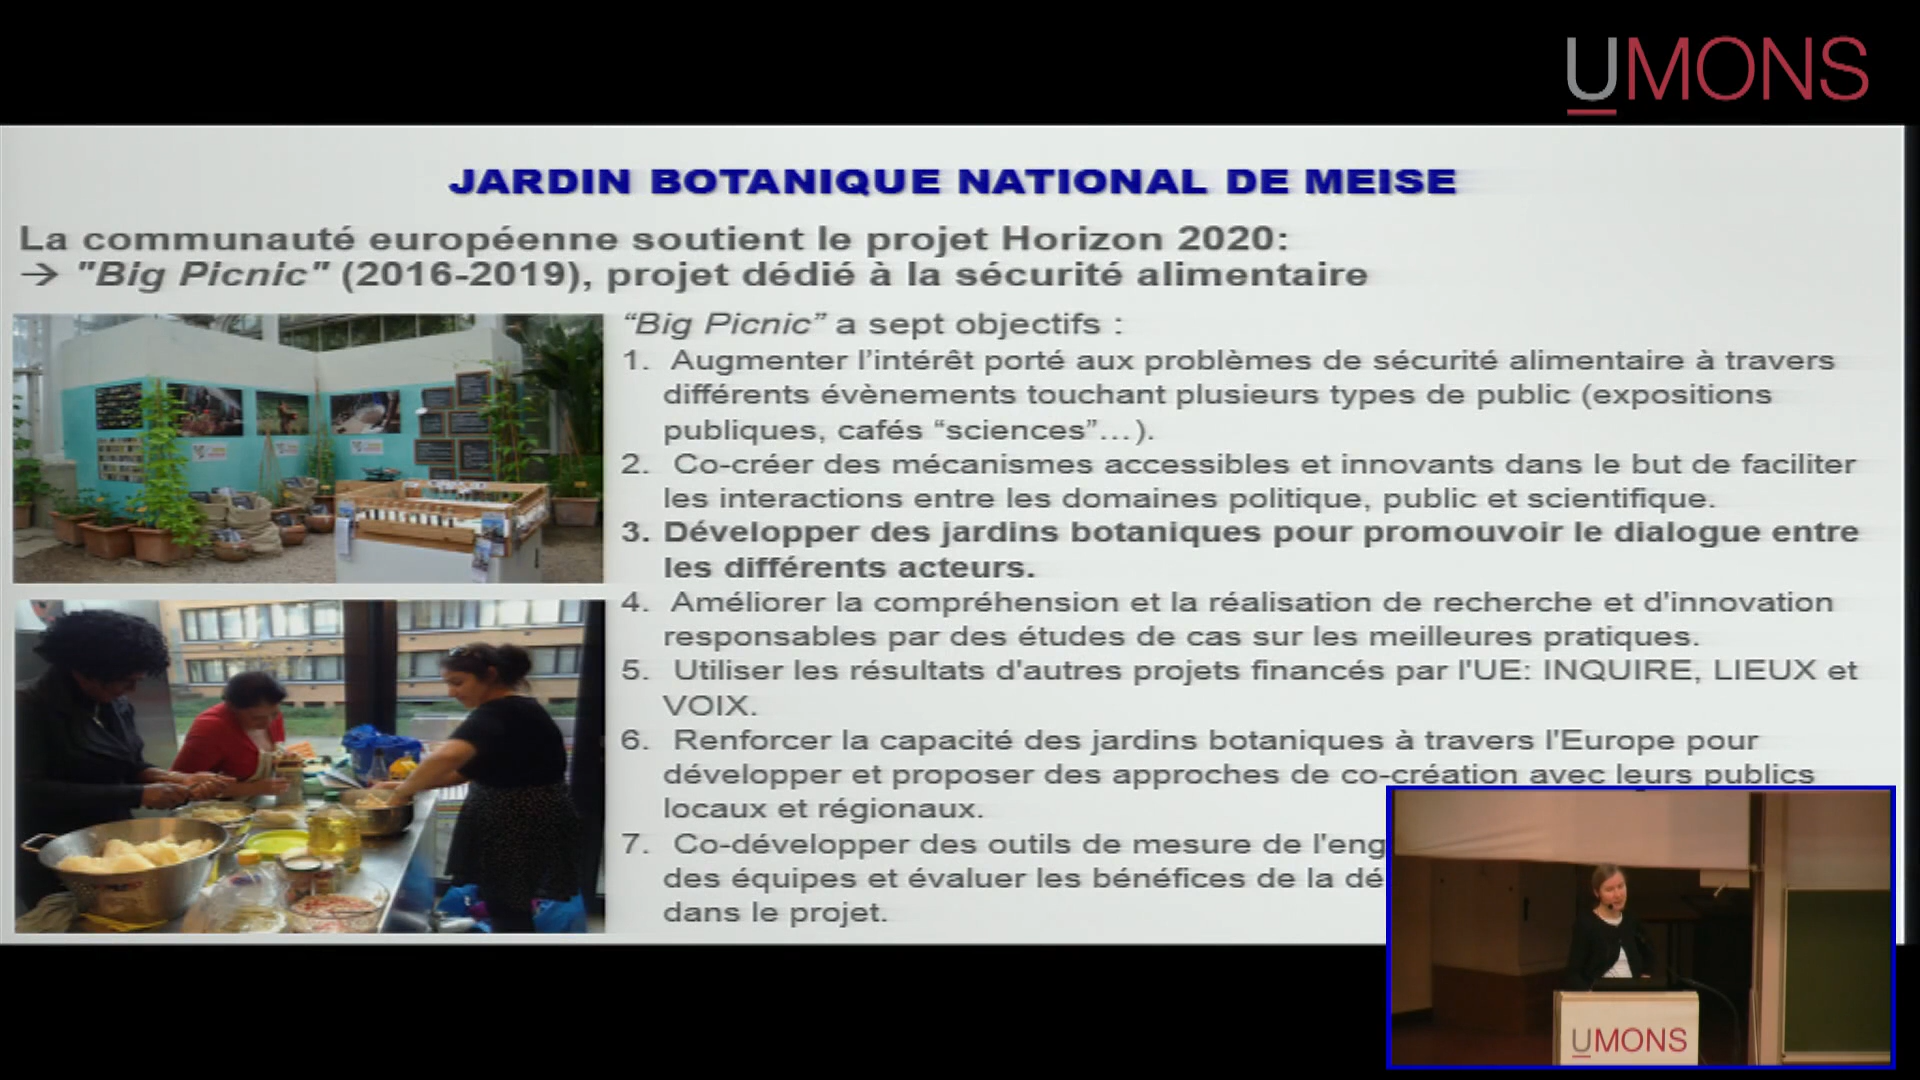 UMONS
JARDIN BOTANIQUE NATIONAL DE MEISE
La communauté européenne soutient le projet Horizon 2020:
→ "Big Picnic" (2016-2019), projet dédié à la sécurité alimentaire
“Big Picnic” a sept objectifs :
1. Augmenter l’intérêt porté aux problèmes de sécurité alimentaire à travers
différents évènements touchant plusieurs types de public (expositions
publiques, cafés “sciences”…).
2. Co-créer des mécanismes accessibles et innovants dans le but de faciliter
les interactions entre les domaines politique, public et scientifique.
3. Développer des jardins botaniques pour promouvoir le dialogue entre
les différents acteurs.
4. Améliorer la compréhension et la réalisation de recherche et d'innovation
responsables par des études de cas sur les meilleures pratiques.
5. Utiliser les résultats d'autres projets financés par l'UE: INQUIRE, LIEUX et
VOIX.
6. Renforcer la capacité des jardins botaniques à travers l'Europe pour
développer et proposer des approches de co-création avec leurs publics
locaux et régionaux.
7. Co-développer des outils de mesure de l'eng
des équipes et évaluer les bénéfices de la dé
dans le projet.
UMONS